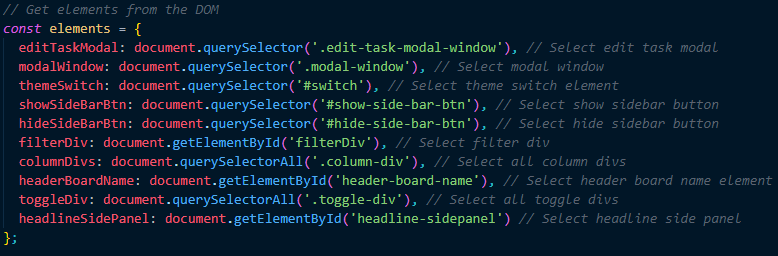 // Get elements from the DOM
const elements = {
  editTaskModal: document.querySelector('.edit-task-modal-window'), // Select edit task modal
  modalWindow: document.querySelector('.modal-window'), // Select modal window
  themeSwitch: document.querySelector('#switch'), // Select theme switch element
  showSideBarBtn: document.querySelector('#show-side-bar-btn'), // Select show sidebar button
  hideSideBarBtn: document.querySelector('#hide-side-bar-btn'), // Select hide sidebar button
  filterDiv: document.getElementById('filterDiv'), // Select filter div
  columnDivs: document.querySelectorAll('.column-div'), // Select all column divs
  headerBoardName: document.getElementById('header-board-name'), // Select header board name element
  toggleDiv: document.querySelectorAll('.toggle-div'), // Select all toggle divs
  headlineSidePanel: document.getElementById('headline-sidepanel') // Select headline side panel
};